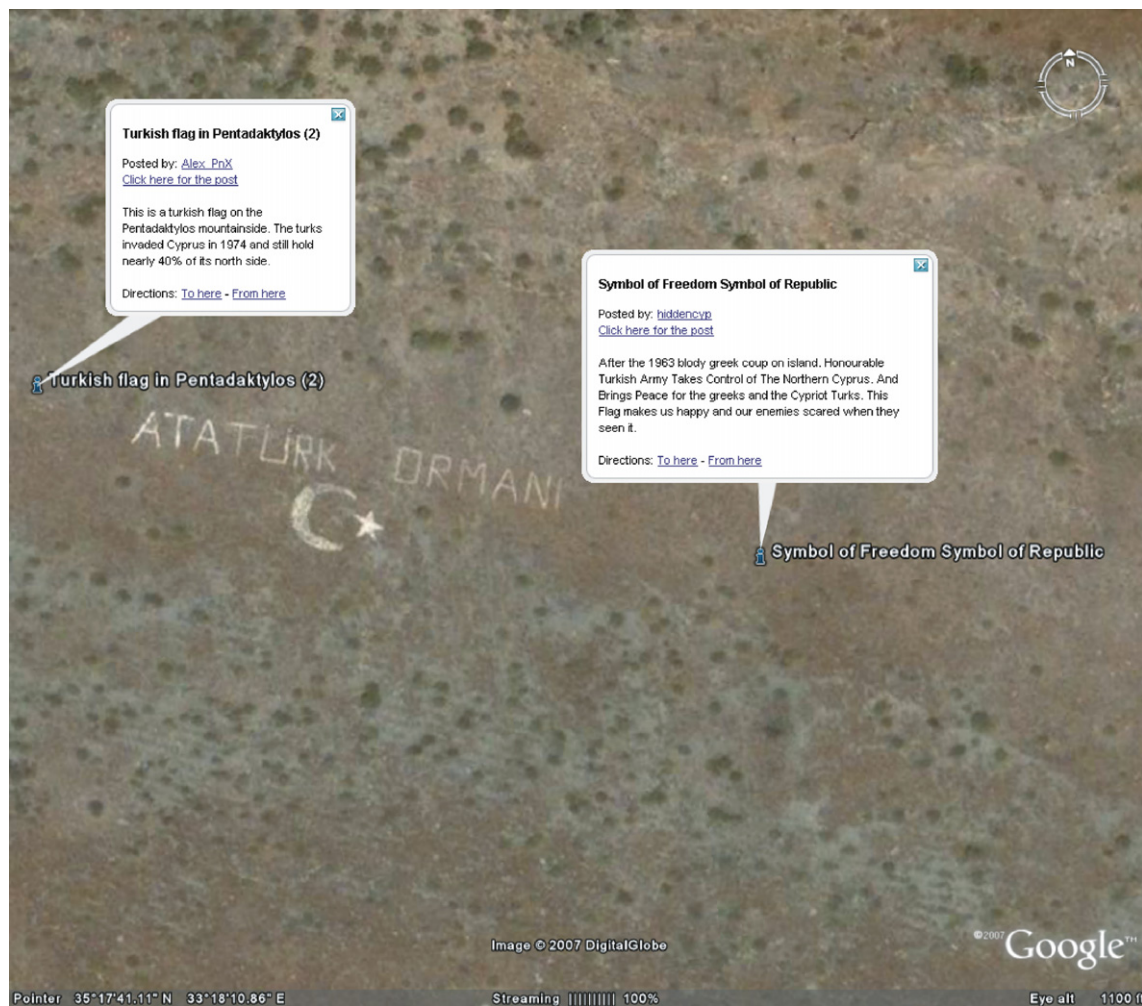 N
Turkish flag in Pentadaktylos (2)
Posted by: Alex_PnX
Click here for the post
This is a turkish flag on the
Pentadaktylos mountainside. The turks
invaded Cyprus in 1974 and still hold
nearly 40% of its north side.
Directions: To here - From here
Symbol of Freedom Symbol of Republic
Posted by: hiddencyp
Click here for the post
After the 1963 blody greek coup on island. Honourable
Turkish Army Takes Control of The Northern Cyprus. And
Brings Peace for the greeks and the Cypriot Turks. This
Flag makes us happy and our enemies scared when they
seen it.
Directions: To here - From here
Turkish flag in Pentadaktylos (2)
ATATÜRK ORMANI
Symbol of Freedom Symbol of Republic
Image © 2007 DigitalGlobe
©2007 Google™
Pointer 35°17'41.11" N 33°18'10.86" E Streaming |||||||||| 100% Eye alt 1100